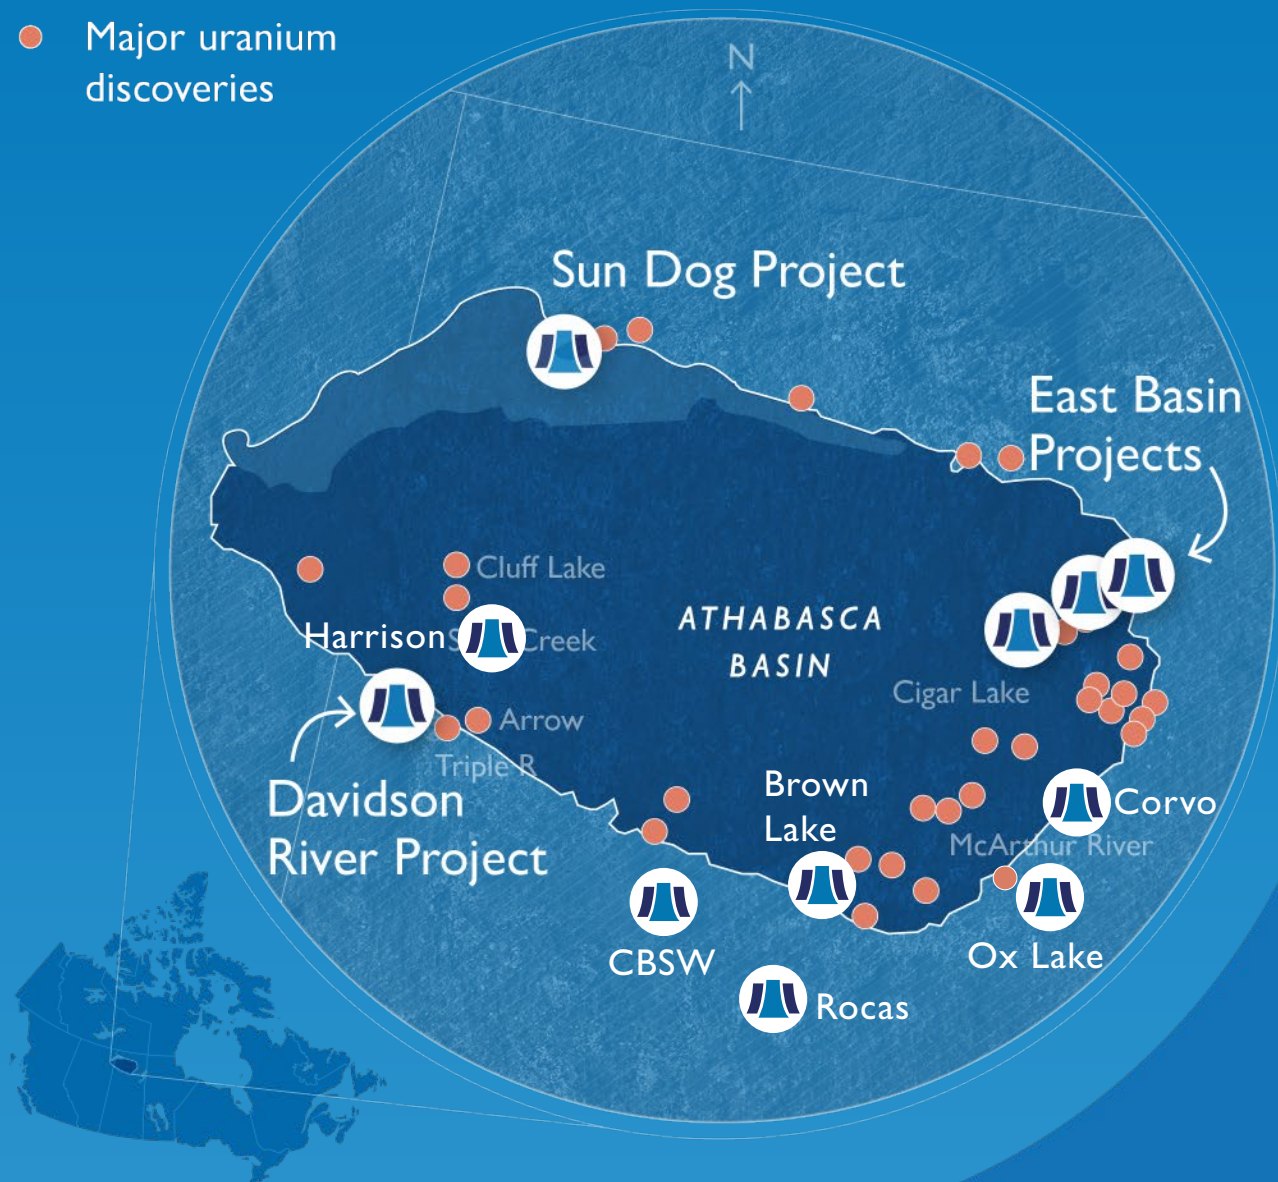 Major uranium
discoveries
N
Sun Dog Project
East Basin
Projects
Cluff Lake
Harrison
Creek
ATHABASCA
BASIN
Cigar Lake
Arrow
Triple R
Davidson
River Project
Brown
Lake
Corvo
McArthur River
CBSW
Ox Lake
Rocas